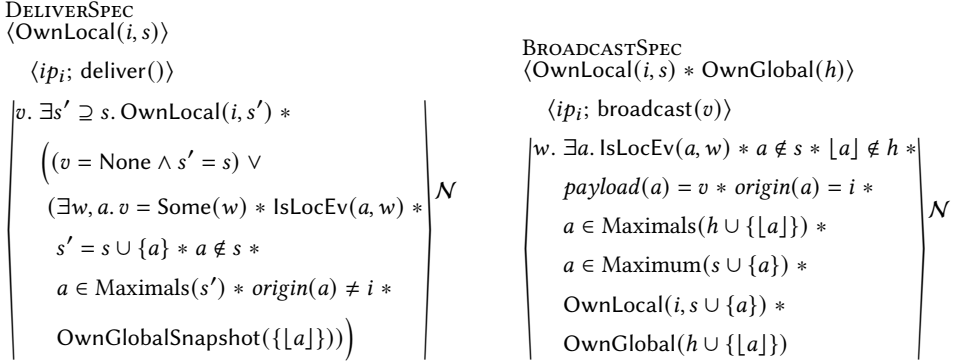 DELIVERSPEC
⟨OwnLocal(i, s)⟩
⟨ip_i; deliver()⟩
v. ∃s′ ⊇ s. OwnLocal(i, s′) ∗
((v = None ∧ s′ = s) ∨
(∃w, a. v = Some(w) ∗ IsLocEv(a, w) ∗
s′ = s ∪ {a} ∗ a ∉ s ∗
a ∈ Maximals(s′) ∗ origin(a) ≠ i ∗
OwnGlobalSnapshot({⌊a⌋})))
N
BROADCASTSPEC
⟨OwnLocal(i, s) ∗ OwnGlobal(h)⟩
⟨ip_i; broadcast(v)⟩
w. ∃a. IsLocEv(a, w) ∗ a ∉ s ∗ ⌊a⌋ ∉ h ∗
payload(a) = v ∗ origin(a) = i ∗
a ∈ Maximals(h ∪ {⌊a⌋}) ∗
a ∈ Maximum(s ∪ {a}) ∗
OwnLocal(i, s ∪ {a}) ∗
OwnGlobal(h ∪ {⌊a⌋})
N